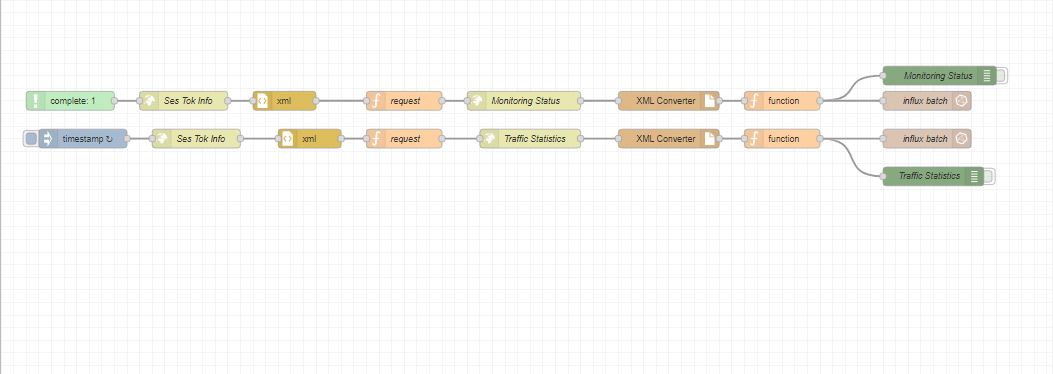 Monitoring Status
complete: 1 Ses Tok Info xml request Monitoring Status XML Converter function influx batch
timestamp ↻ Ses Tok Info xml request Traffic Statistics XML Converter function influx batch
Traffic Statistics